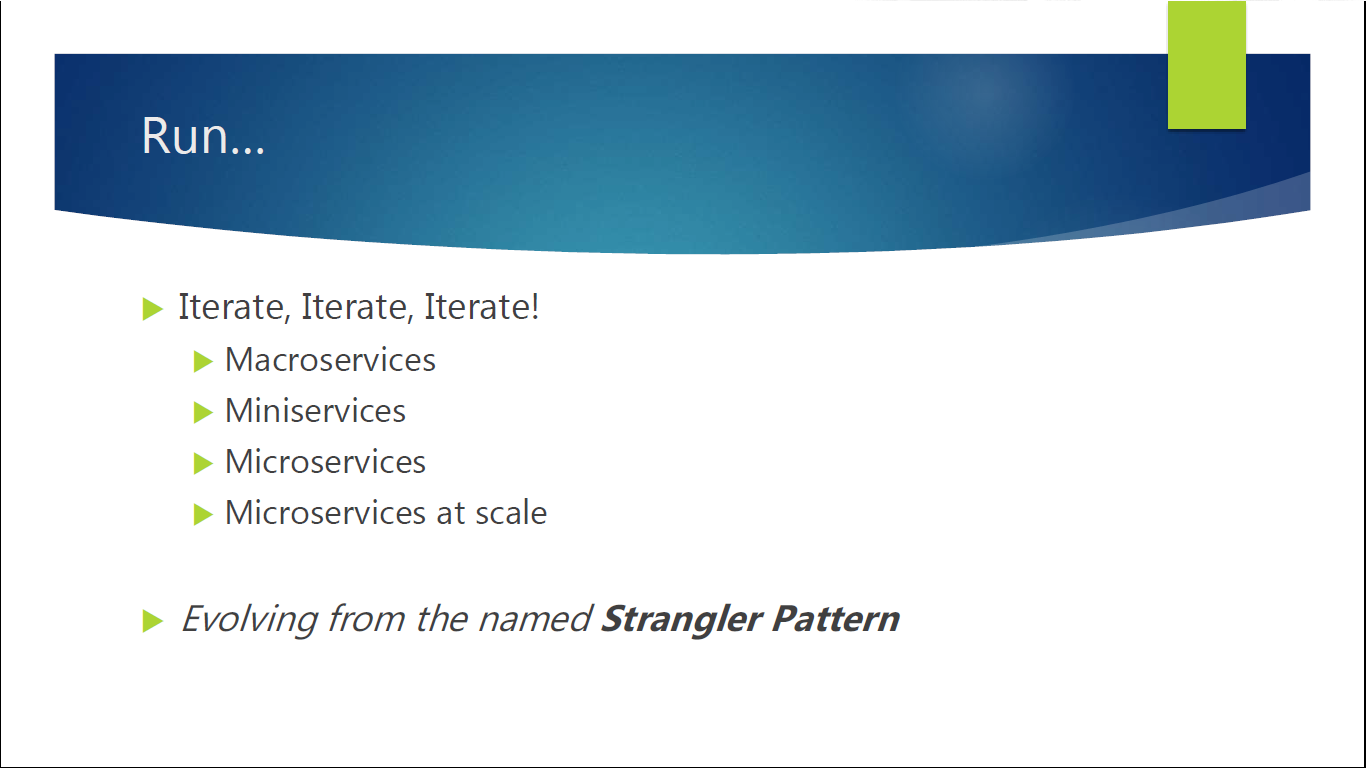 Run...
Iterate, Iterate, Iterate!
Macroservices
Miniservices
Microservices
Microservices at scale
Evolving from the named Strangler Pattern